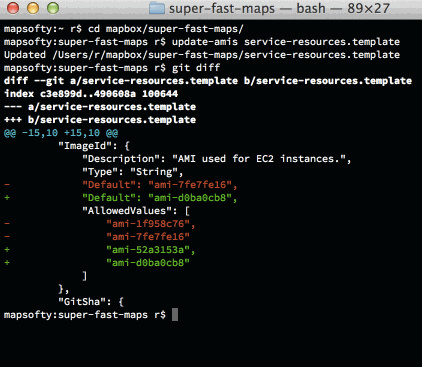 super-fast-maps — bash — 89×27
mapsofty:~ r$ cd mapbox/super-fast-maps/
mapsofty:super-fast-maps r$ update-amis service-resources.template
Updated /Users/r/mapbox/super-fast-maps/service-resources.template
mapsofty:super-fast-maps r$ git diff
diff --git a/service-resources.template b/service-resources.template
index c3e899d..490608a 100644
--- a/service-resources.template
+++ b/service-resources.template
@@ -15,10 +15,10 @@
"ImageId": {
"Description": "AMI used for EC2 instances.",
"Type": "String",
- "Default": "ami-7fe7fe16",
+ "Default": "ami-d0ba0cb8",
"AllowedValues": [
- "ami-1f958c76",
- "ami-7fe7fe16"
+ "ami-52a3153a",
+ "ami-d0ba0cb8"
]
},
"GitSha": {
mapsofty:super-fast-maps r$